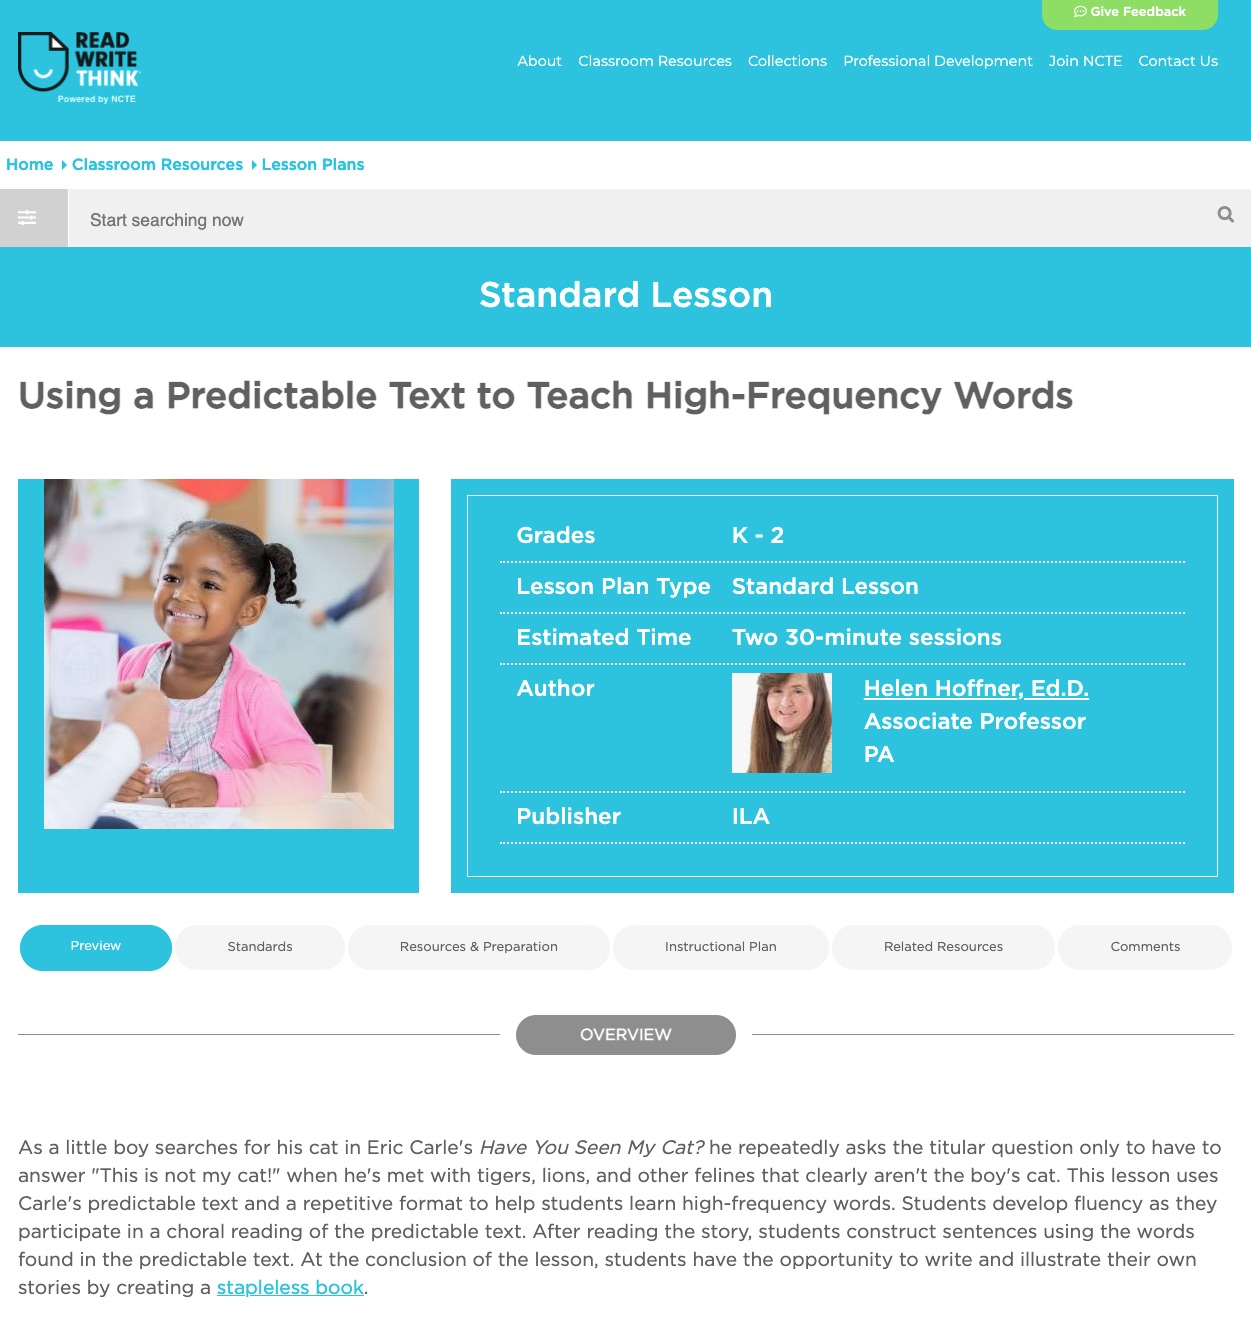 Give Feedback
READ
WRITE
THINK
Powered by NCTE
About Classroom Resources Collections Professional Development Join NCTE Contact Us
Home Classroom Resources Lesson Plans
Start searching now
Standard Lesson
Using a Predictable Text to Teach High-Frequency Words
Grades K - 2
Lesson Plan Type Standard Lesson
Estimated Time Two 30-minute sessions
Author Helen Hoffner, Ed.D.
Associate Professor
PA
Publisher ILA
Preview Standards Resources & Preparation Instructional Plan Related Resources Comments
OVERVIEW
As a little boy searches for his cat in Eric Carle's Have You Seen My Cat? he repeatedly asks the titular question only to have to
answer "This is not my cat!" when he's met with tigers, lions, and other felines that clearly aren't the boy's cat. This lesson uses
Carle's predictable text and a repetitive format to help students learn high-frequency words. Students develop fluency as they
participate in a choral reading of the predictable text. After reading the story, students construct sentences using the words
found in the predictable text. At the conclusion of the lesson, students have the opportunity to write and illustrate their own
stories by creating a stapleless book.